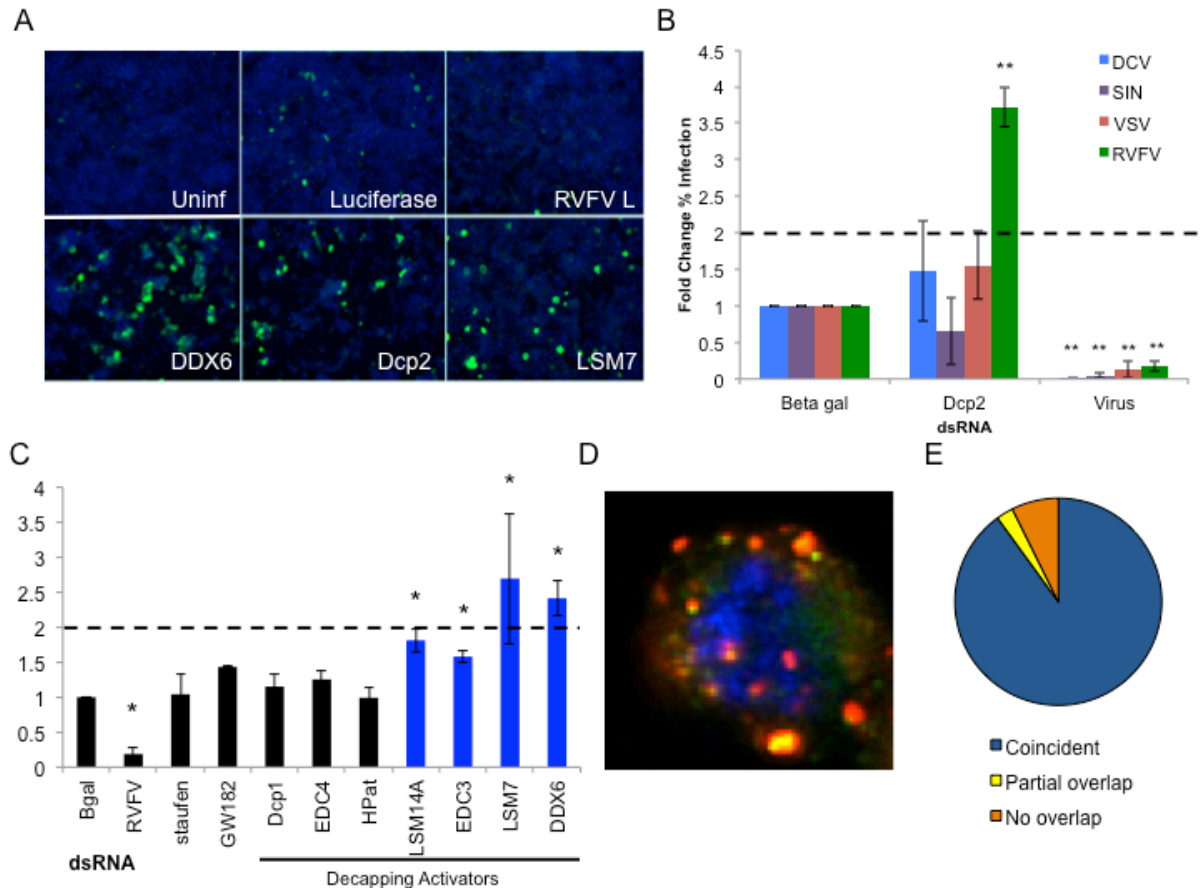 A
Uninf
Luciferase
RVFV L
DDX6
Dcp2
LSM7
B
Fold Change % Infection
4.5
4
3.5
3
2.5
2
1.5
1
0.5
0
**
** ** ** **
DCV
SIN
VSV
RVFV
Beta gal
Dcp2
Virus
dsRNA
C
4
3.5
3
2.5
2
1.5
1
0.5
0
*
*
*
*
*
Bgal
RVFV
staufen
GW182
Dcp1
EDC4
HPat
LSM14A
EDC3
LSM7
DDX6
dsRNA
Decapping Activators
D
E
Coincident
Partial overlap
No overlap